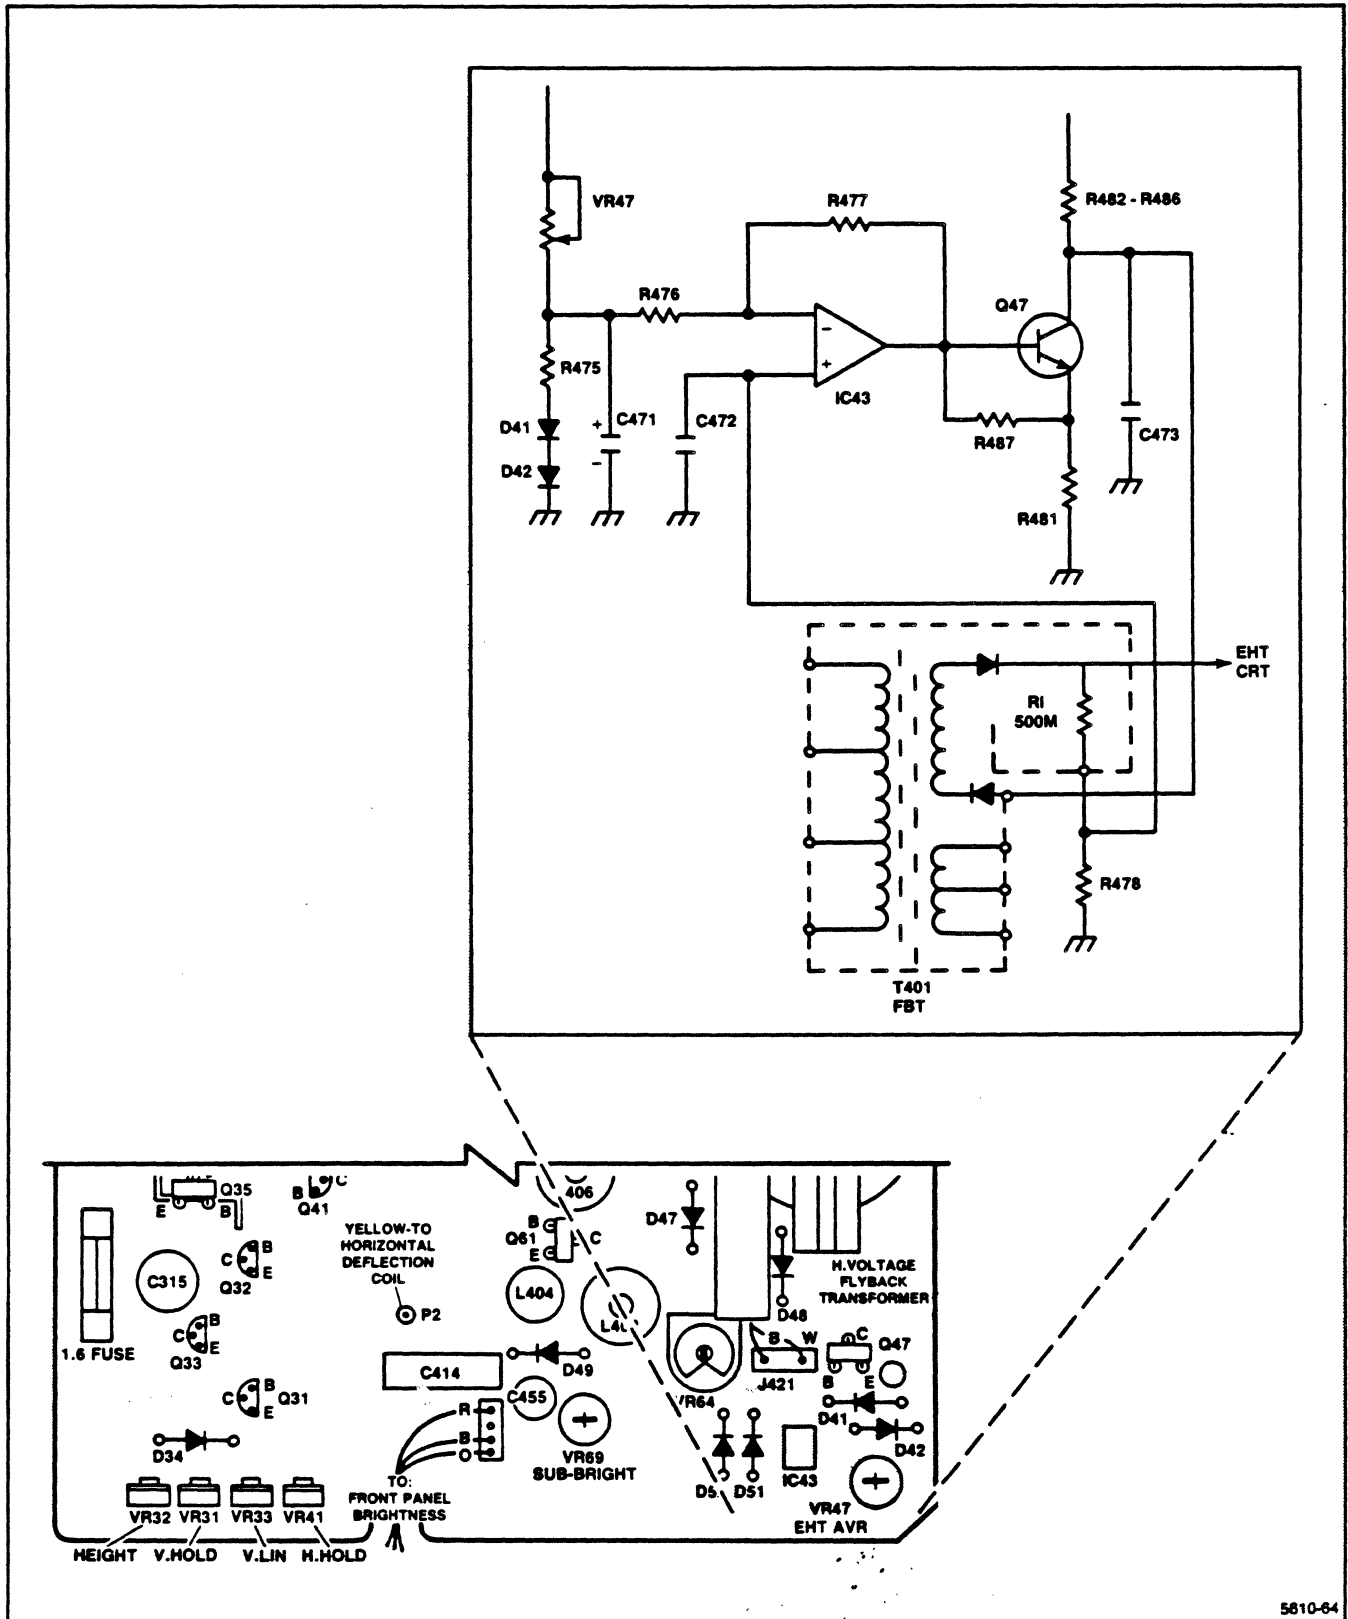 VR47
R477
R482 - R486
R476
Q47
R475
-
+
IC43
D41
+
C471
C472
R487
C473
D42
-
R481
EHT
CRT
RI
500M
R478
T401
FBT
Q35
E
B
B
C
Q41
406
D47
B
Q61
C
E
YELLOW-TO
HORIZONTAL
DEFLECTION
COIL
C
B
E
Q32
C315
L404
H.VOLTAGE
FLYBACK
TRANSFORMER
P2
D48
C
B
E
Q33
1.6 FUSE
B
W
C
Q47
J421
B
E
C414
D49
C455
VR64
D41
D42
C
B
E
Q31
R
B
O
D34
VR69
SUB-BRIGHT
D51
IC43
VR47
EHT AVR
TO:
FRONT PANEL
BRIGHTNESS
VR32
VR31
VR33
VR41
HEIGHT
V.HOLD
V.LIN
H.HOLD
5610-64